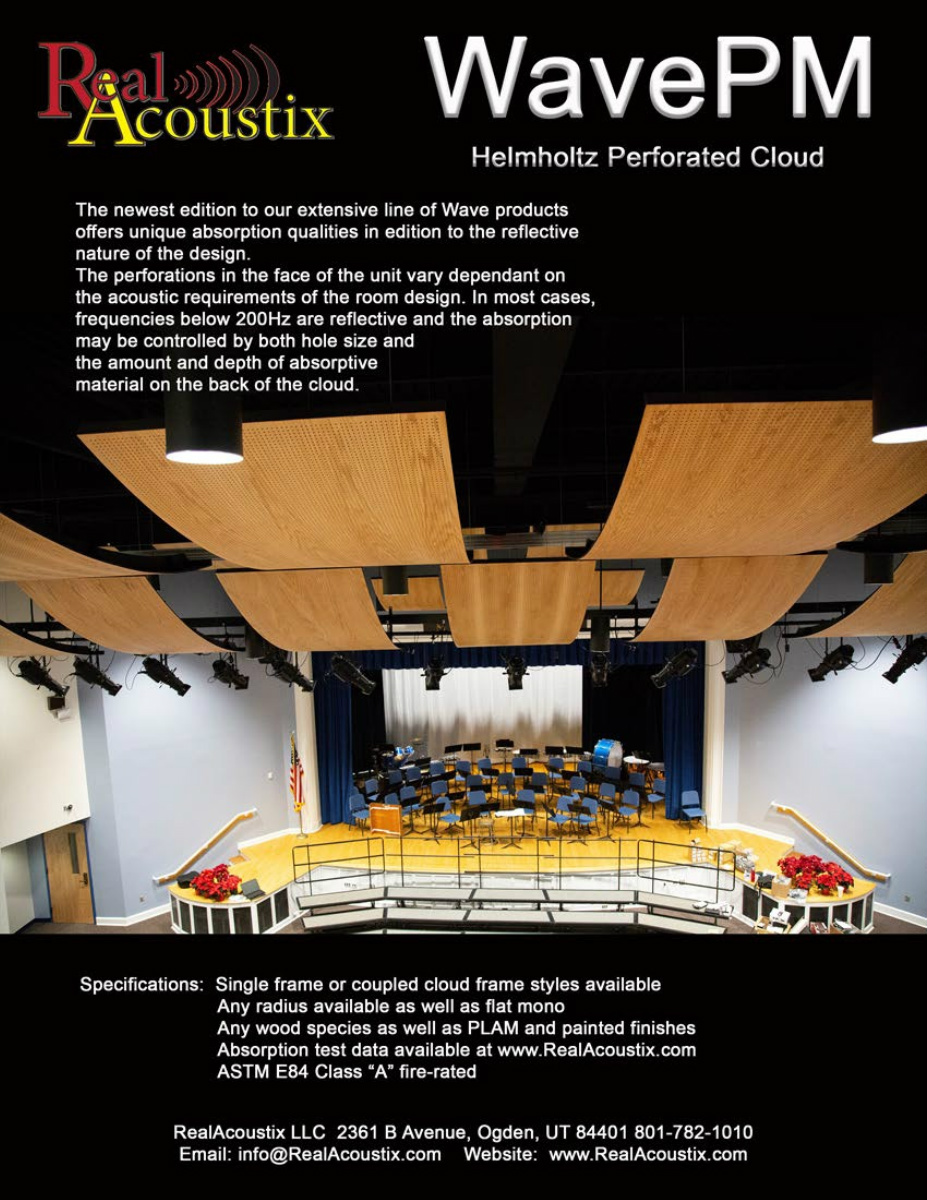 Real
Acoustix
WavePM
Helmholtz Perforated Cloud
The newest edition to our extensive line of Wave products
offers unique absorption qualities in edition to the reflective
nature of the design.
The perforations in the face of the unit vary dependant on
the acoustic requirements of the room design. In most cases,
frequencies below 200Hz are reflective and the absorption
may be controlled by both hole size and
the amount and depth of absorptive
material on the back of the cloud.
Specifications: Single frame or coupled cloud frame styles available
Any radius available as well as flat mono
Any wood species as well as PLAM and painted finishes
Absorption test data available at www.RealAcoustix.com
ASTM E84 Class “A” fire-rated
RealAcoustix LLC 2361 B Avenue, Ogden, UT 84401 801-782-1010
Email: info@RealAcoustix.com Website: www.RealAcoustix.com